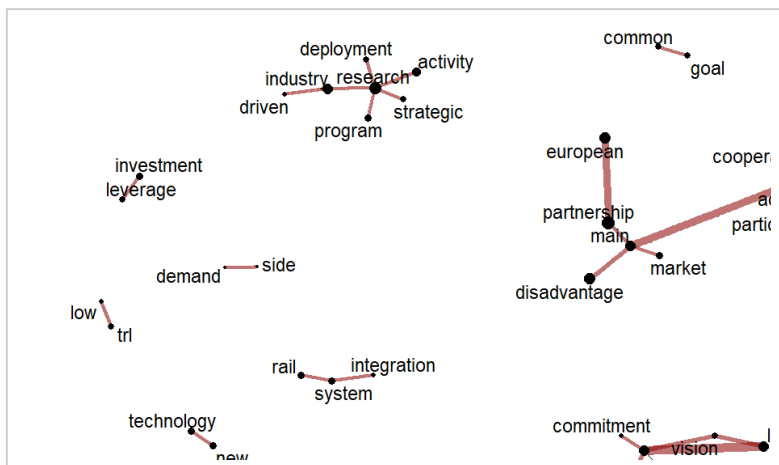 common
deployment
goal
activity
industry research
driven
strategic
program
european
investment
leverage
partnership
main
side
demand
market
disadvantage
low
trl
rail
integration
system
technology
commitment
vision
new